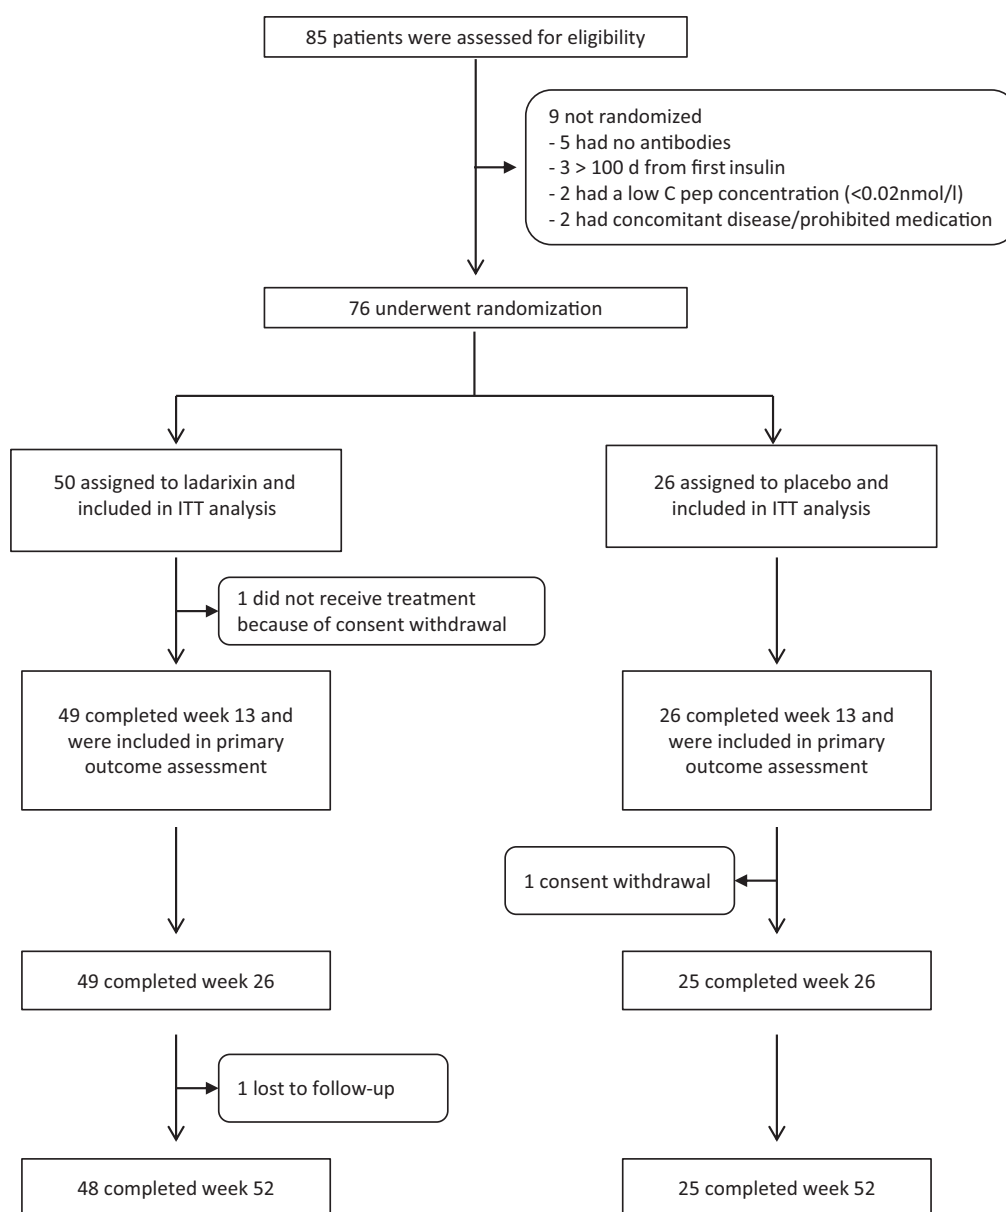 85 patients were assessed for eligibility
9 not randomized
- 5 had no antibodies
- 3 > 100 d from first insulin
- 2 had a low C pep concentration (<0.02nmol/l)
- 2 had concomitant disease/prohibited medication
76 underwent randomization
50 assigned to ladarixin and
included in ITT analysis
26 assigned to placebo and
included in ITT analysis
1 did not receive treatment
because of consent withdrawal
49 completed week 13 and
were included in primary
outcome assessment
26 completed week 13 and
were included in primary
outcome assessment
1 consent withdrawal
49 completed week 26
25 completed week 26
1 lost to follow-up
48 completed week 52
25 completed week 52